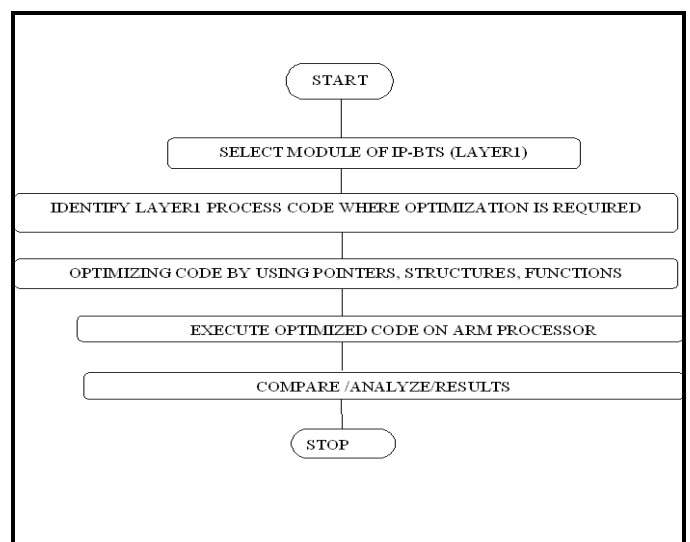 START
SELECT MODULE OF IP-BTS (LAYER1)
IDENTIFY LAYER1 PROCESS CODE WHERE OPTIMIZATION IS REQUIRED
OPTIMIZING CODE BY USING POINTERS, STRUCTURES, FUNCTIONS
EXECUTE OPTIMIZED CODE ON ARM PROCESSOR
COMPARE /ANALYZE/RESULTS
STOP